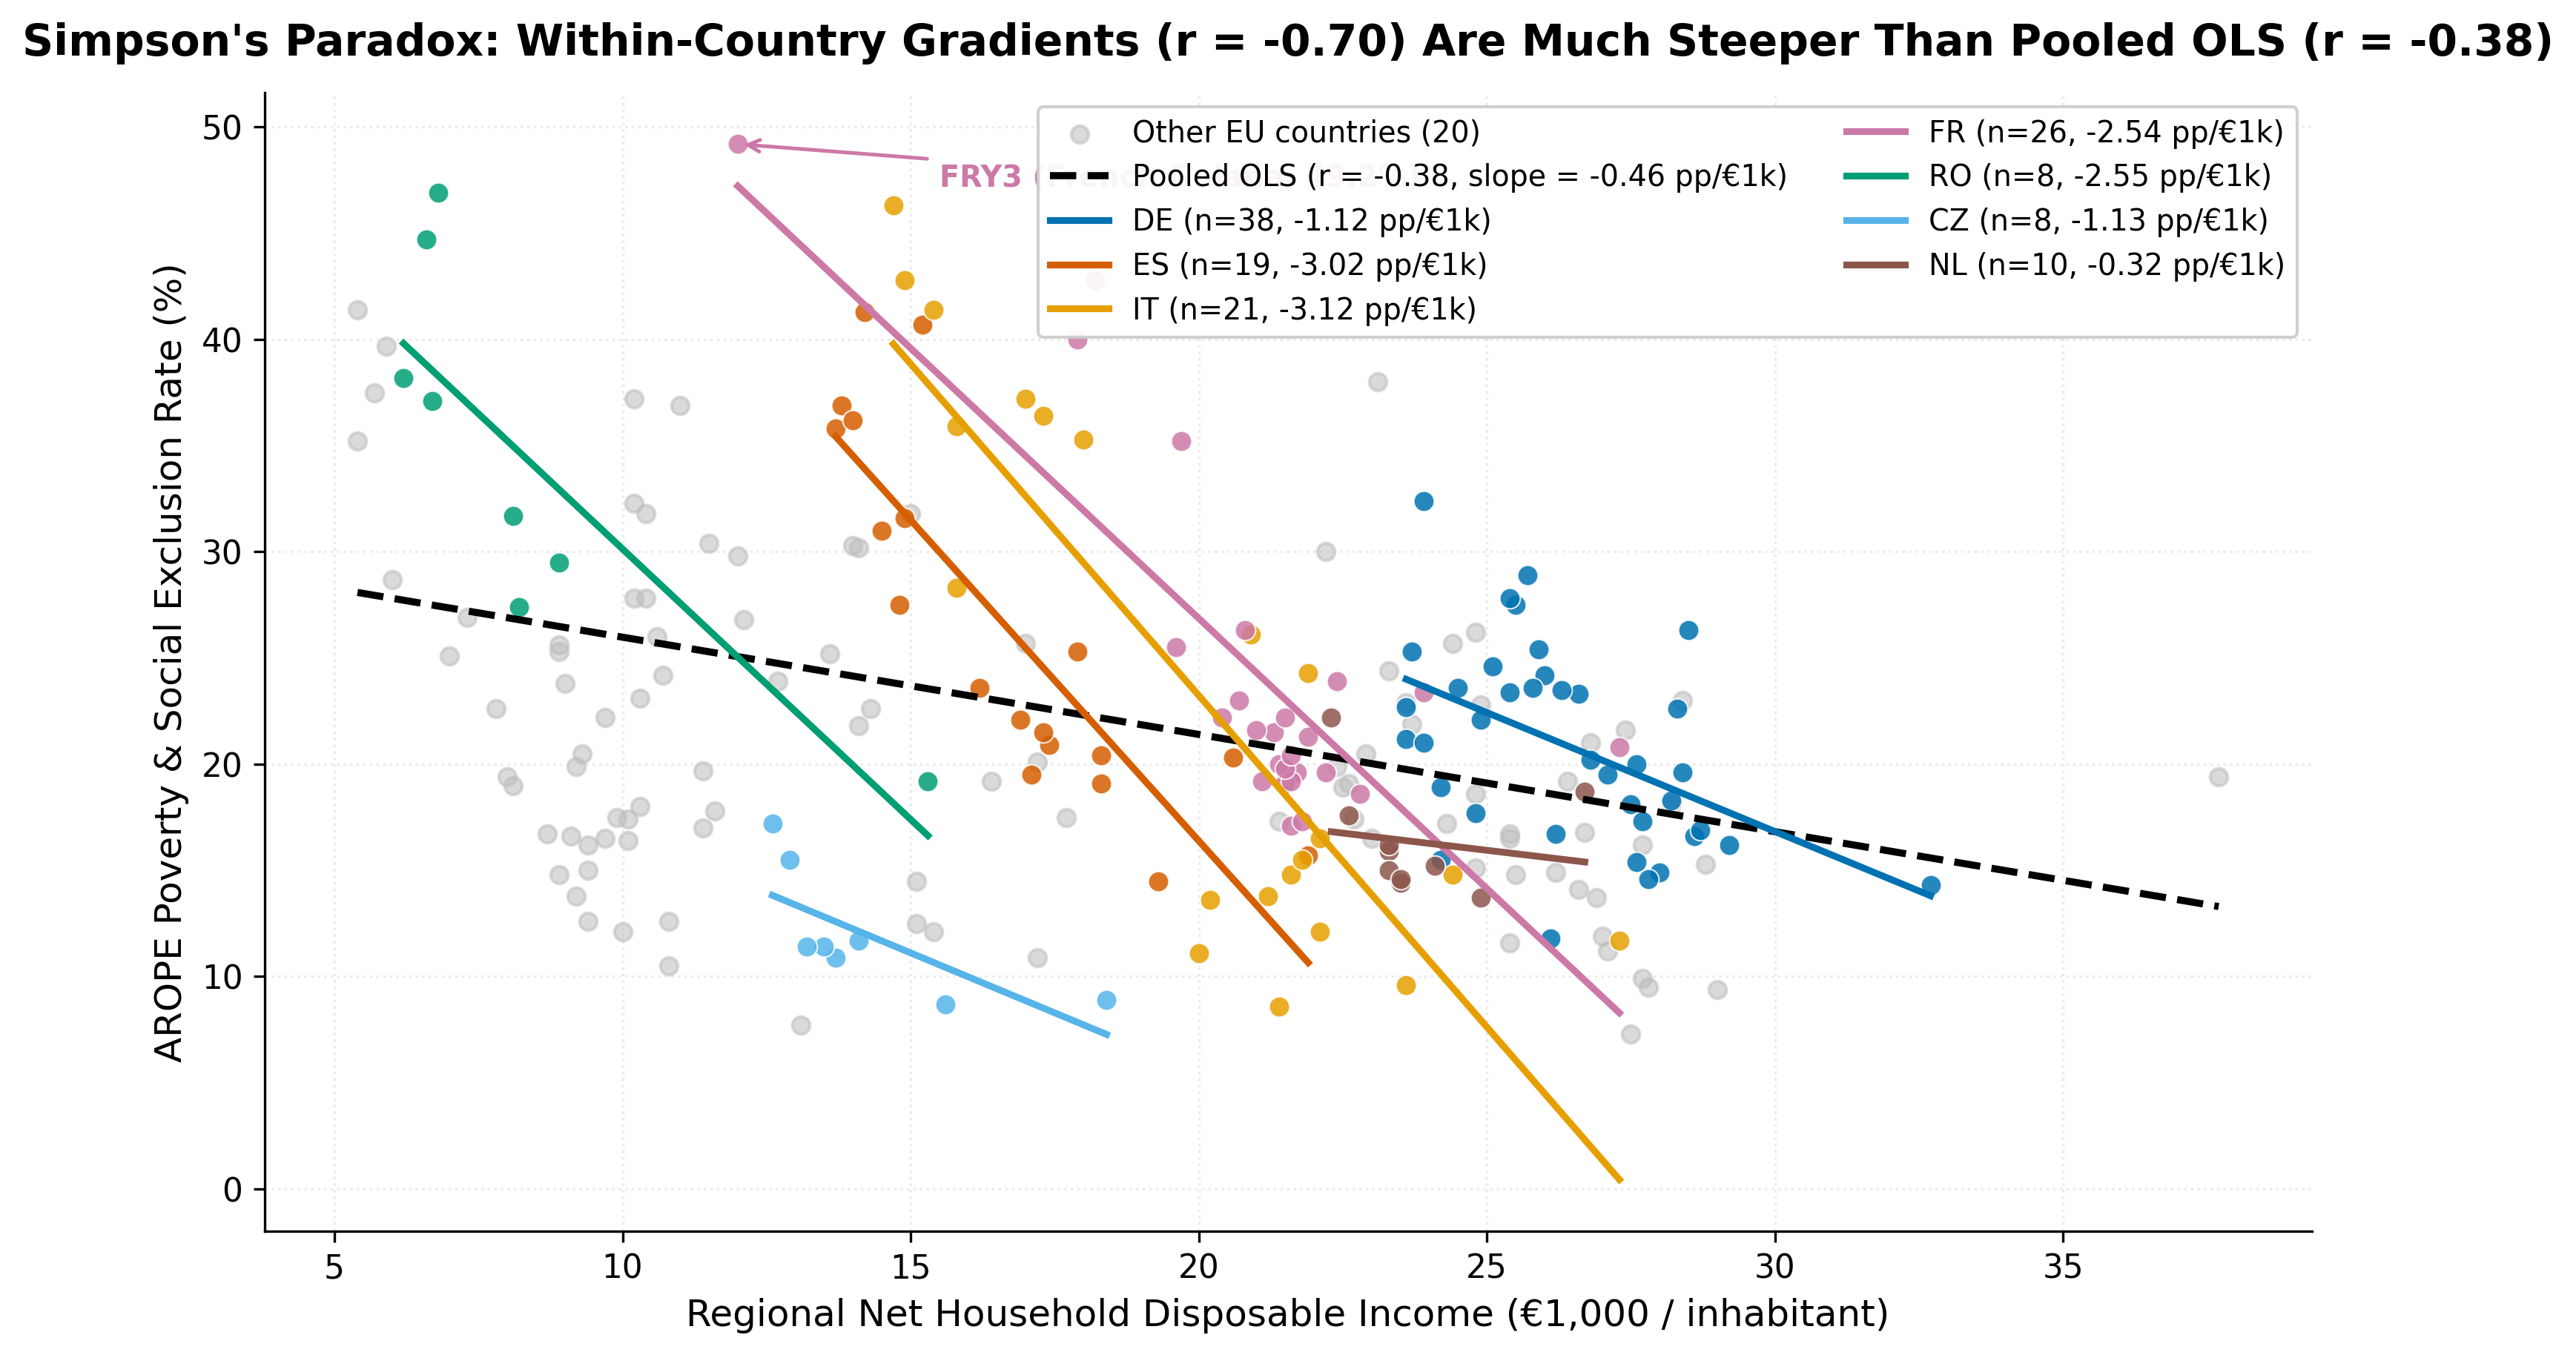 Simpson's Paradox: Within-Country Gradients (r = -0.70) Are Much Steeper Than Pooled OLS (r = -0.38)
AROPE Poverty & Social Exclusion Rate (%)
50
40
30
20
10
0
FRY3
Other EU countries (20)
Pooled OLS (r = -0.38, slope = -0.46 pp/€1k)
DE (n=38, -1.12 pp/€1k)
ES (n=19, -3.02 pp/€1k)
IT (n=21, -3.12 pp/€1k)
FR (n=26, -2.54 pp/€1k)
RO (n=8, -2.55 pp/€1k)
CZ (n=8, -1.13 pp/€1k)
NL (n=10, -0.32 pp/€1k)
5
10
15
20
25
30
35
Regional Net Household Disposable Income (€1,000 / inhabitant)